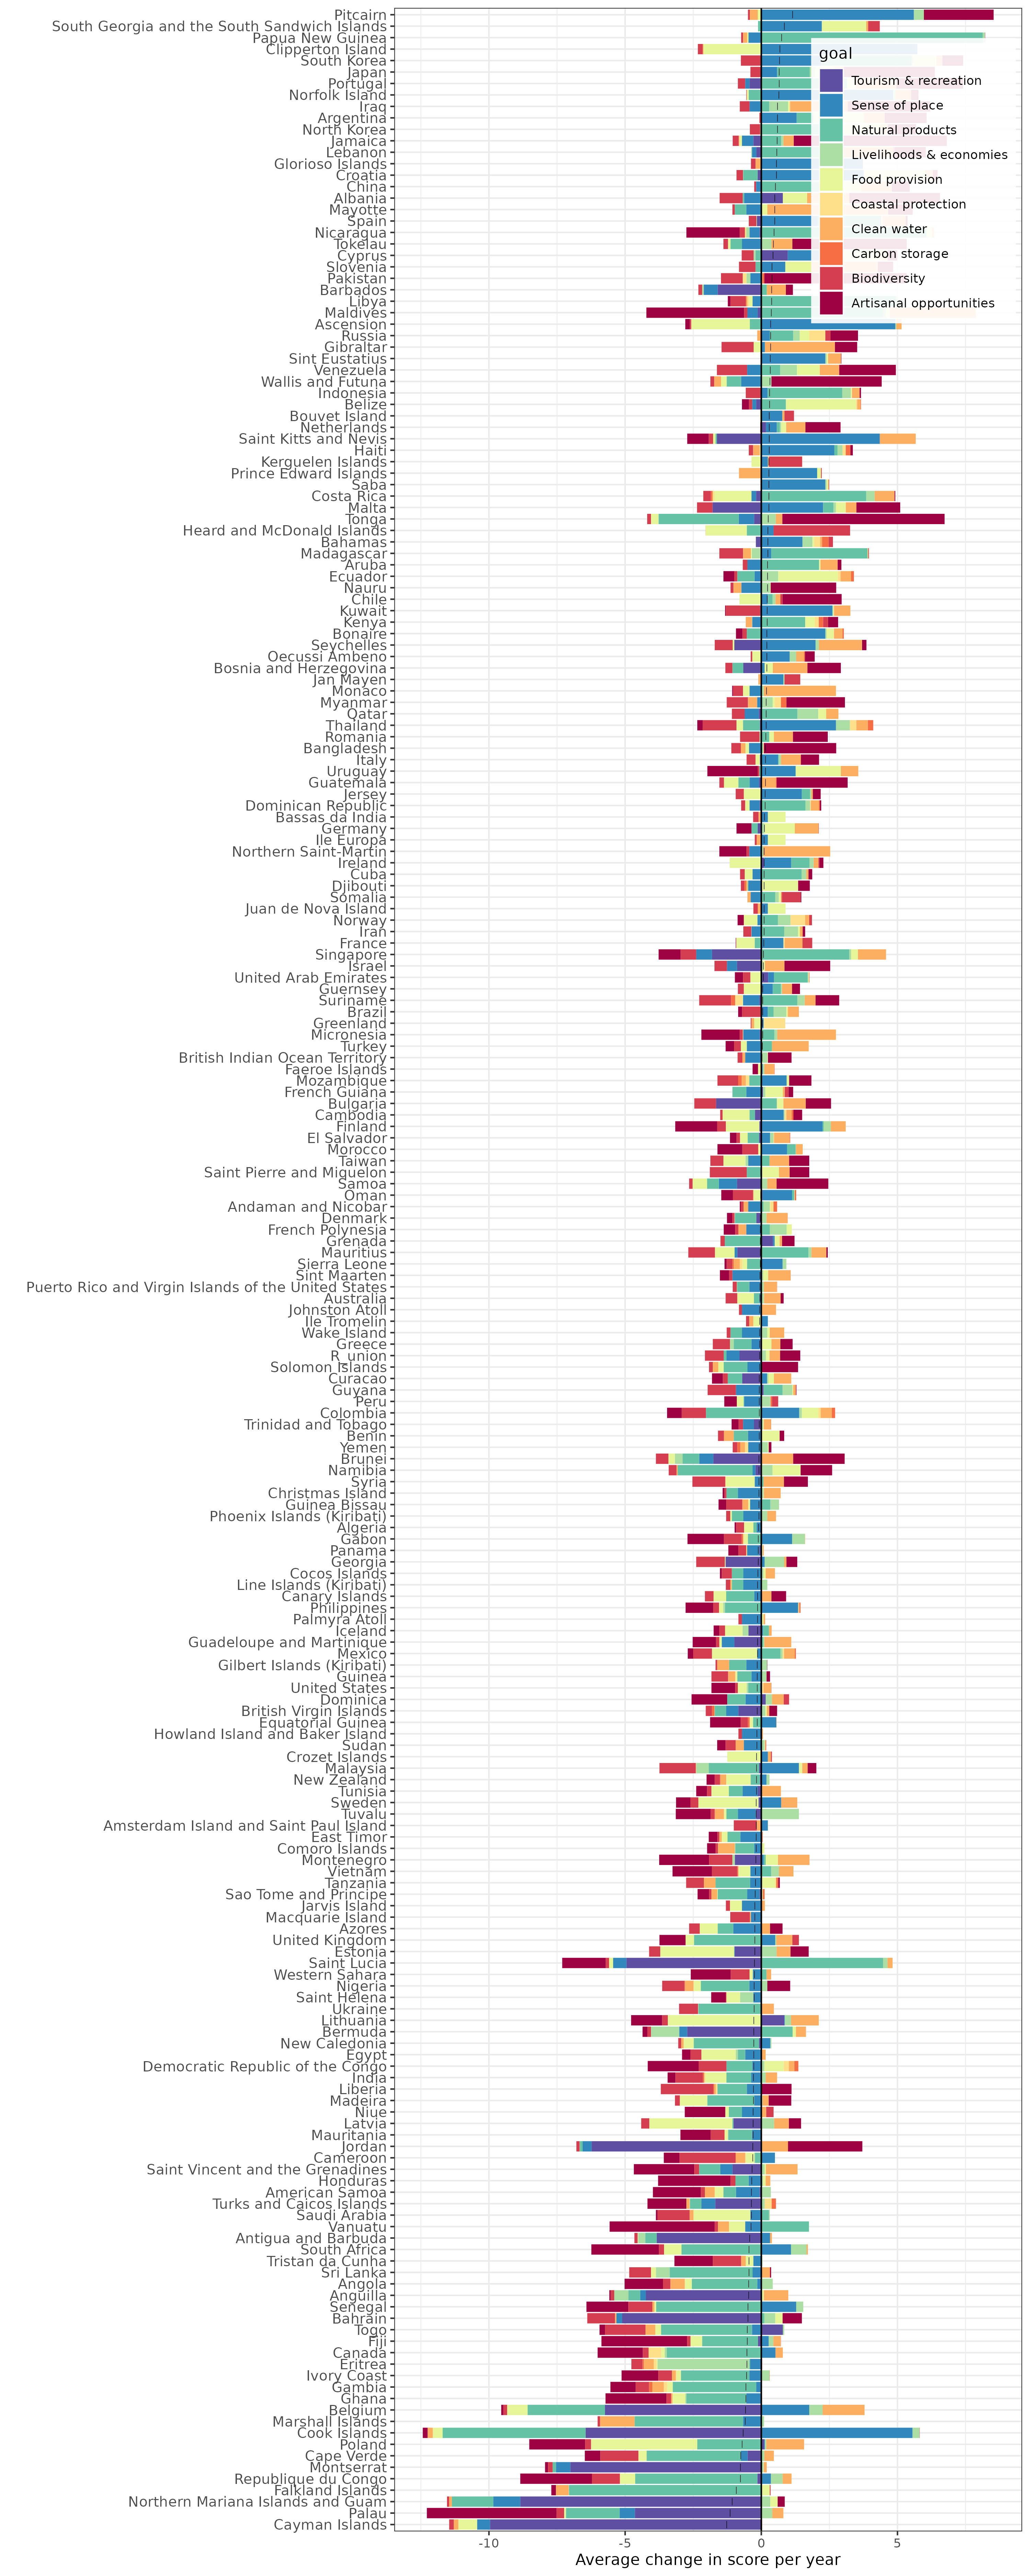 Pitcairn
South Georgia and the South Sandwich Islands
Papua New Guinea
Clipperton Island
South Korea
Japan
Portugal
Norfolk Island
Iraq
Argentina
North Korea
Jamaica
Lebanon
Glorioso Islands
Croatia
China
Albania
Mayotte
Spain
Nicaragua
Tokelau
Cyprus
Slovenia
Pakistan
Barbados
Libya
Maldives
Ascension
Russia
Gibraltar
Sint Eustatius
Venezuela
Wallis and Futuna
Indonesia
Belize
Bouvet Island
Netherlands
Saint Kitts and Nevis
Haiti
Kerguelen Islands
Prince Edward Islands
Saba
Costa Rica
Malta
Tonga
Heard and McDonald Islands
Bahamas
Madagascar
Aruba
Ecuador
Nauru
Chile
Kuwait
Kenya
Bonaire
Seychelles
Oecussi Ambeno
Bosnia and Herzegovina
Jan Mayen
Monaco
Myanmar
Qatar
Thailand
Romania
Bangladesh
Italy
Uruguay
Guatemala
Jersey
Dominican Republic
Bassas da India
Germany
Ile Europa
Northern Saint-Martin
Ireland
Cuba
Djibouti
Somalia
Juan de Nova Island
Norway
Iran
France
Singapore
Israel
United Arab Emirates
Guernsey
Suriname
Brazil
Greenland
Micronesia
Turkey
British Indian Ocean Territory
Faeroe Islands
Mozambique
French Guiana
Bulgaria
Cambodia
Finland
El Salvador
Morocco
Taiwan
Saint Pierre and Miquelon
Samoa
Oman
Andaman and Nicobar
Denmark
French Polynesia
Grenada
Mauritius
Sierra Leone
Sint Maarten
Puerto Rico and Virgin Islands of the United States
Australia
Johnston Atoll
Ile Tromelin
Wake Island
Greece
R_union
Solomon Islands
Curacao
Guyana
Peru
Colombia
Trinidad and Tobago
Benin
Yemen
Brunei
Namibia
Syria
Christmas Island
Guinea Bissau
Phoenix Islands (Kiribati)
Algeria
Gabon
Panama
Georgia
Cocos Islands
Line Islands (Kiribati)
Canary Islands
Philippines
Palmyra Atoll
Iceland
Guadeloupe and Martinique
Mexico
Gilbert Islands (Kiribati)
Guinea
United States
Dominica
British Virgin Islands
Equatorial Guinea
Howland Island and Baker Island
Sudan
Crozet Islands
Malaysia
New Zealand
Tunisia
Sweden
Tuvalu
Amsterdam Island and Saint Paul Island
East Timor
Comoro Islands
Montenegro
Vietnam
Tanzania
Sao Tome and Principe
Jarvis Island
Macquarie Island
Azores
United Kingdom
Estonia
Saint Lucia
Western Sahara
Nigeria
Saint Helena
Ukraine
Lithuania
Bermuda
New Caledonia
Egypt
Democratic Republic of the Congo
India
Liberia
Madeira
Niue
Latvia
Mauritania
Jordan
Cameroon
Saint Vincent and the Grenadines
Honduras
American Samoa
Turks and Caicos Islands
Saudi Arabia
Vanuatu
Antigua and Barbuda
South Africa
Tristan da Cunha
Sri Lanka
Angola
Anguilla
Senegal
Bahrain
Togo
Fiji
Canada
Eritrea
Ivory Coast
Gambia
Ghana
Belgium
Marshall Islands
Cook Islands
Poland
Cape Verde
Montserrat
Republique du Congo
Falkland Islands
Northern Mariana Islands and Guam
Palau
Cayman Islands
goal
Tourism & recreation
Sense of place
Natural products
Livelihoods & economies
Food provision
Coastal protection
Clean water
Carbon storage
Biodiversity
Artisanal opportunities
-10 -5 0 5
Average change in score per year